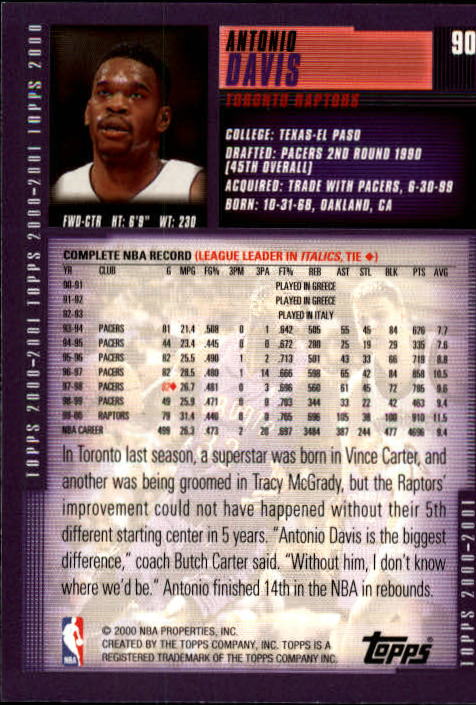 TOPPS 2000-2001 TOPPS 2000-2001 TOPPS 2000
ANTONIO
DAVIS
90
TORONTO RAPTORS
COLLEGE: TEXAS-EL PASO
DRAFTED: PACERS 2ND ROUND 1990
(45TH OVERALL)
ACQUIRED: TRADE WITH PACERS, 6-30-99
BORN: 10-31-68, OAKLAND, CA
FWD-CTR HT: 6'9" WT: 230
COMPLETE NBA RECORD (LEAGUE LEADER IN ITALICS, TIE ◆)
YR CLUB G MPG FG% 3PM 3PA FT% REB AST STL BLK PTS AVG
90-91 PLAYED IN GREECE
91-92 PLAYED IN GREECE
92-93 PLAYED IN ITALY
93-94 PACERS 81 21.4 .508 0 1 .642 505 55 45 84 626 7.7
94-95 PACERS 44 23.4 .445 0 0 .672 280 25 19 29 335 7.6
95-96 PACERS 82 25.5 .490 1 2 .713 501 43 33 66 719 8.8
96-97 PACERS 82 28.5 .480 1 14 .666 598 65 42 84 858 10.5
97-98 PACERS 82◆ 26.7 .481 0 3 .696 560 61 45 72 785 9.6
98-99 PACERS 49 25.9 .471 0 0 .703 344 33 22 42 463 9.4
99-00 RAPTORS 79 31.4 .440 0 0 .765 696 105 38 100 910 11.5
NBA CAREER 499 26.3 .473 2 20 .697 3484 387 244 477 4696 9.4
In Toronto last season, a superstar was born in Vince Carter, and
another was being groomed in Tracy McGrady, but the Raptors'
improvement could not have happened without their 5th
different starting center in 5 years. "Antonio Davis is the biggest
difference," coach Butch Carter said. "Without him, I don't know
where we'd be." Antonio finished 14th in the NBA in rebounds.
TOPPS 2000-2001
NBA
© 2000 NBA PROPERTIES, INC.
CREATED BY THE TOPPS COMPANY, INC. TOPPS IS A
REGISTERED TRADEMARK OF THE TOPPS COMPANY INC.
Topps®